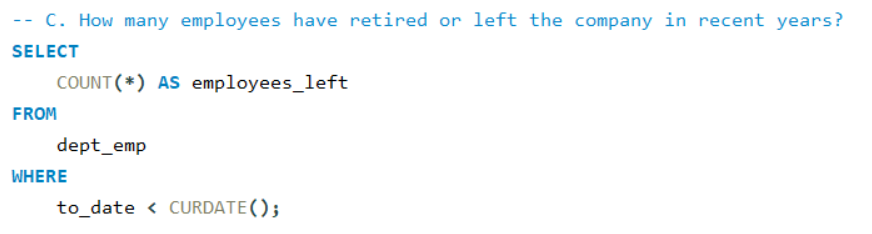 -- C. How many employees have retired or left the company in recent years?
SELECT
    COUNT(*) AS employees_left
FROM
    dept_emp
WHERE
    to_date < CURDATE();